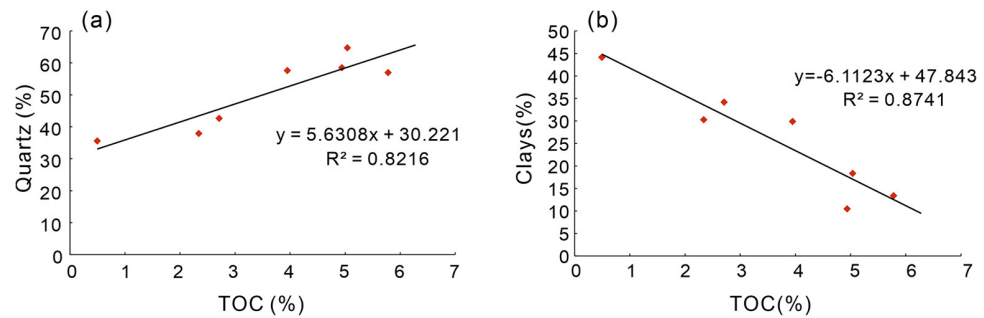 (a)
70
60
50
40
30
20
10
0
Quartz (%)
y = 5.6308x + 30.221
R² = 0.8216
0 1 2 3 4 5 6 7
TOC (%)
(b)
50
45
40
35
30
25
20
15
10
5
0
Clays(%)
y=-6.1123x + 47.843
R² = 0.8741
0 1 2 3 4 5 6 7
TOC(%)